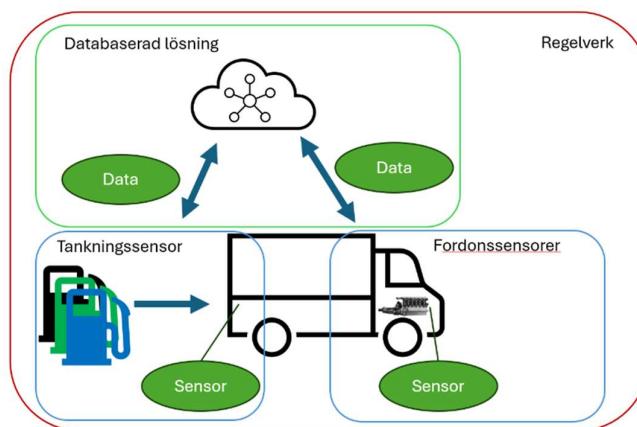 Databaserad lösning
Regelverk
Data
Data
Tankningssensor
Fordonssensorer
Sensor
Sensor